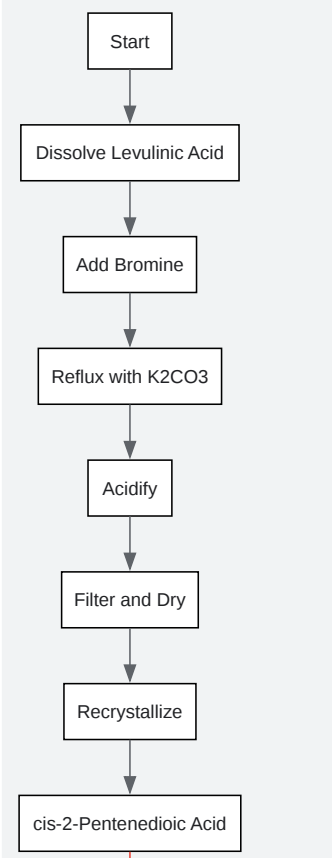 Start
Dissolve Levulinic Acid
Add Bromine
Reflux with K2CO3
Acidify
Filter and Dry
Recrystallize
cis-2-Pentenedioic Acid